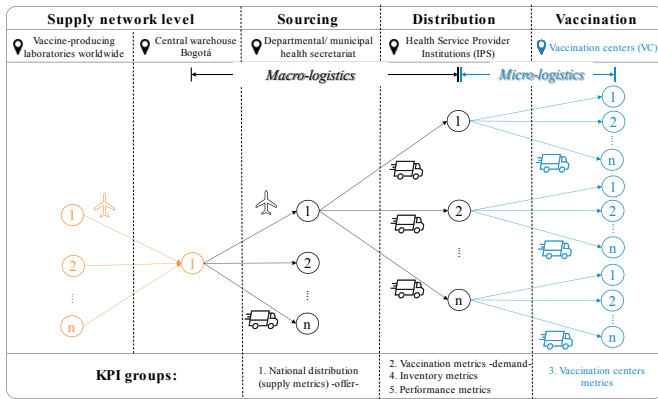 Supply network level
Sourcing
Distribution
Vaccination
Vaccine-producing
laboratories worldwide
Central warehouse
Bogotá
Departmental/ municipal
health secretariat
Health Service Provider
Institutions (IPS)
Vaccination centers (VC)
Macro-logistics
Micro-logistics
1
2
...
n
1
1
2
...
n
1
2
...
n
1
2
...
n
1
2
...
n
1
2
...
n
KPI groups:
1. National distribution
(supply metrics) -offer-
2. Vaccination metrics -demand-
4. Inventory metrics
5. Performance metrics
3. Vaccination centers
metrics